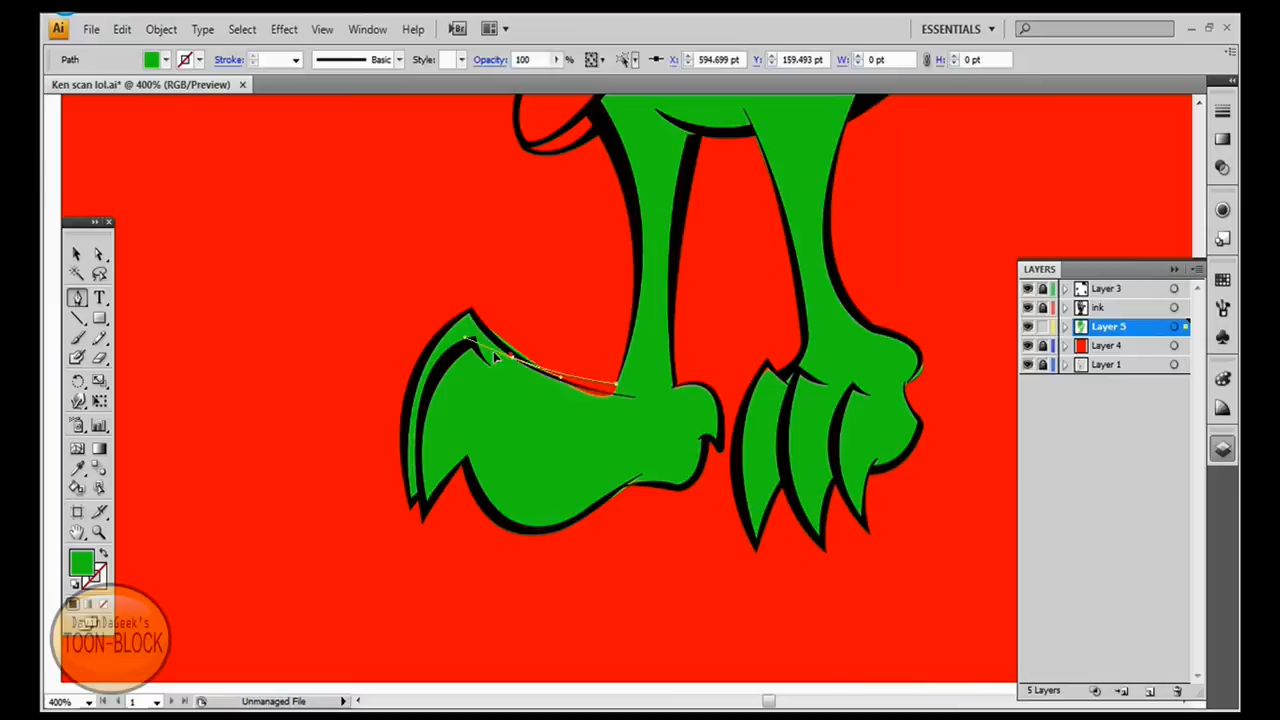 Ai File Edit Object Type Select Effect View Window Help Br ESSENTIALS
Path Stroke: Basic Style: Opacity: 100 % X: 594.699 pt Y: 159.493 pt W: 0 pt H: 0 pt
Ken scan lol.ai* @ 400% (RGB/Preview)
LAYERS
Layer 3
ink
Layer 5
Layer 4
Layer 1
T
DavinDaGeek's
TOON-BLOCK
5 Layers
400% 1 Unmanaged File